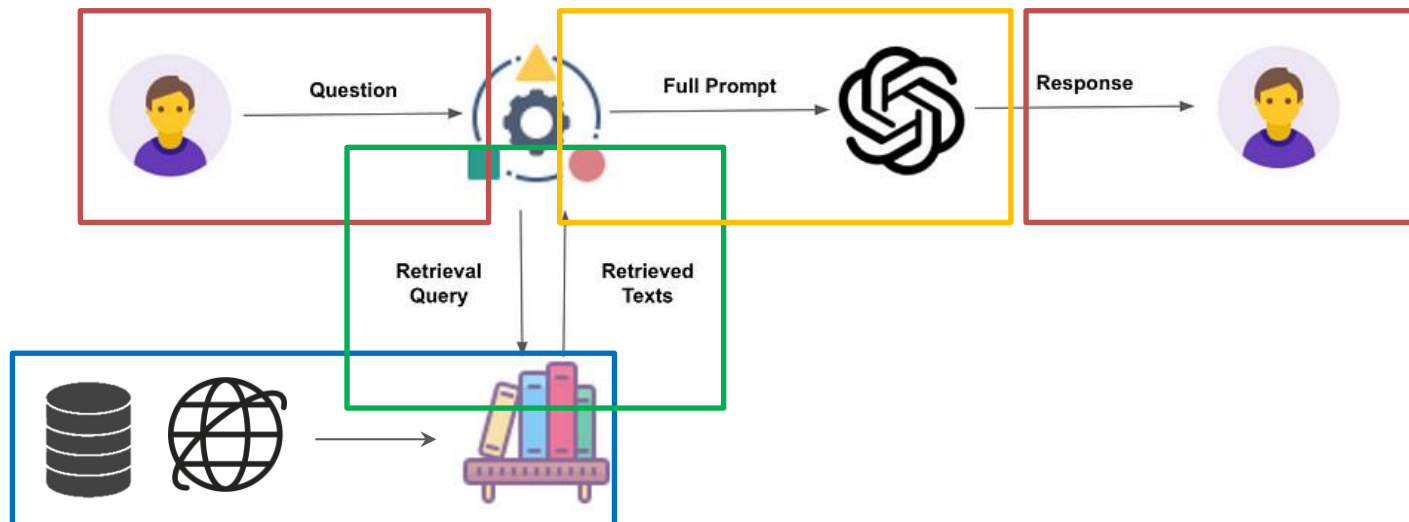 Question
Full Prompt
Response
Retrieval
Query
Retrieved
Texts